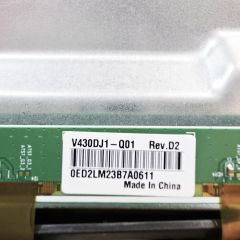 V430DJ1-Q01 Rev.D2
0ED2LM23B7A0611
Made In China